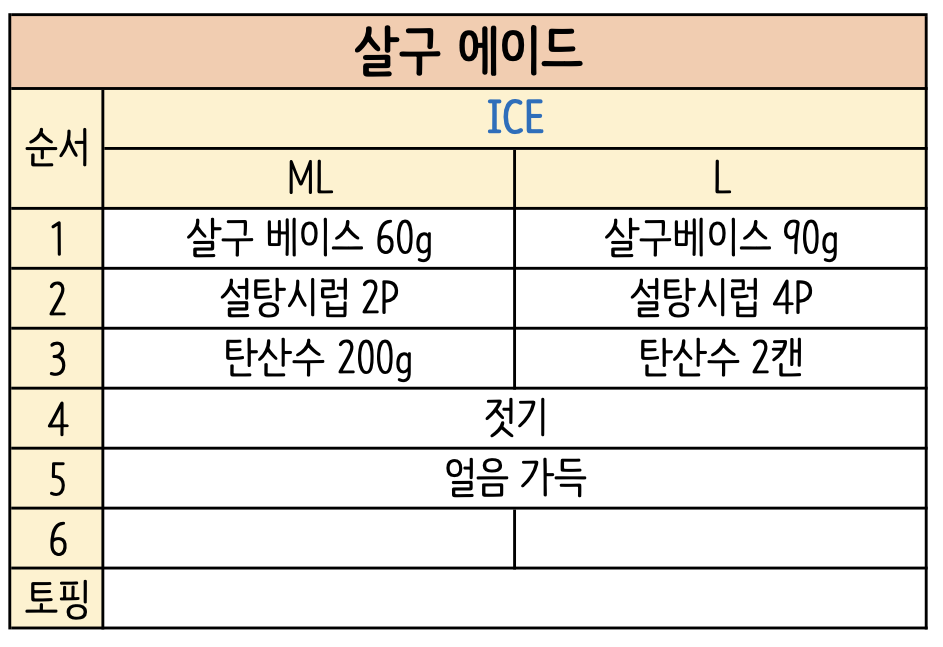 살구 에이드
순서
ICE
ML L
1 살구 베이스 60g 살구베이스 90g
2 설탕시럽 2P 설탕시럽 4P
3 탄산수 200g 탄산수 2캔
4 젓기
5 얼음 가득
6
토핑